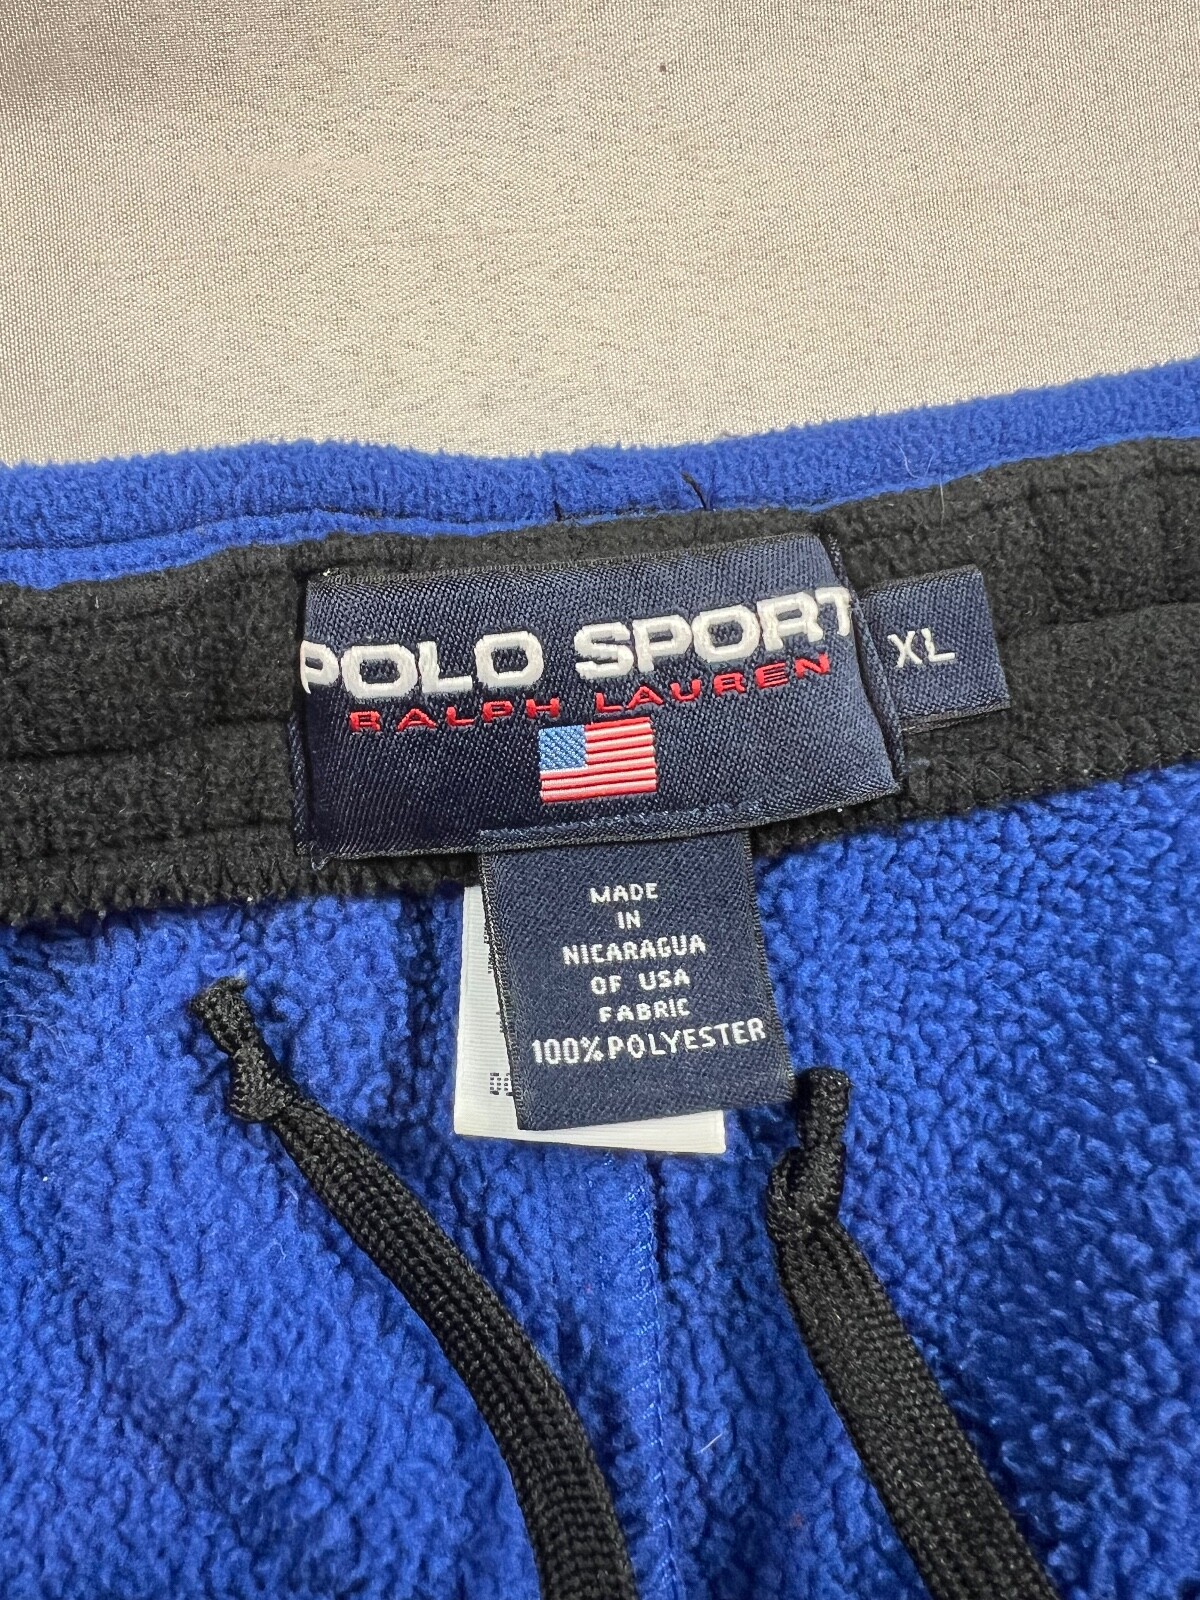 POLO SPORT
RALPH LAUREN
XL
MADE
IN
NICARAGUA
OF USA
FABRIC
100% POLYESTER